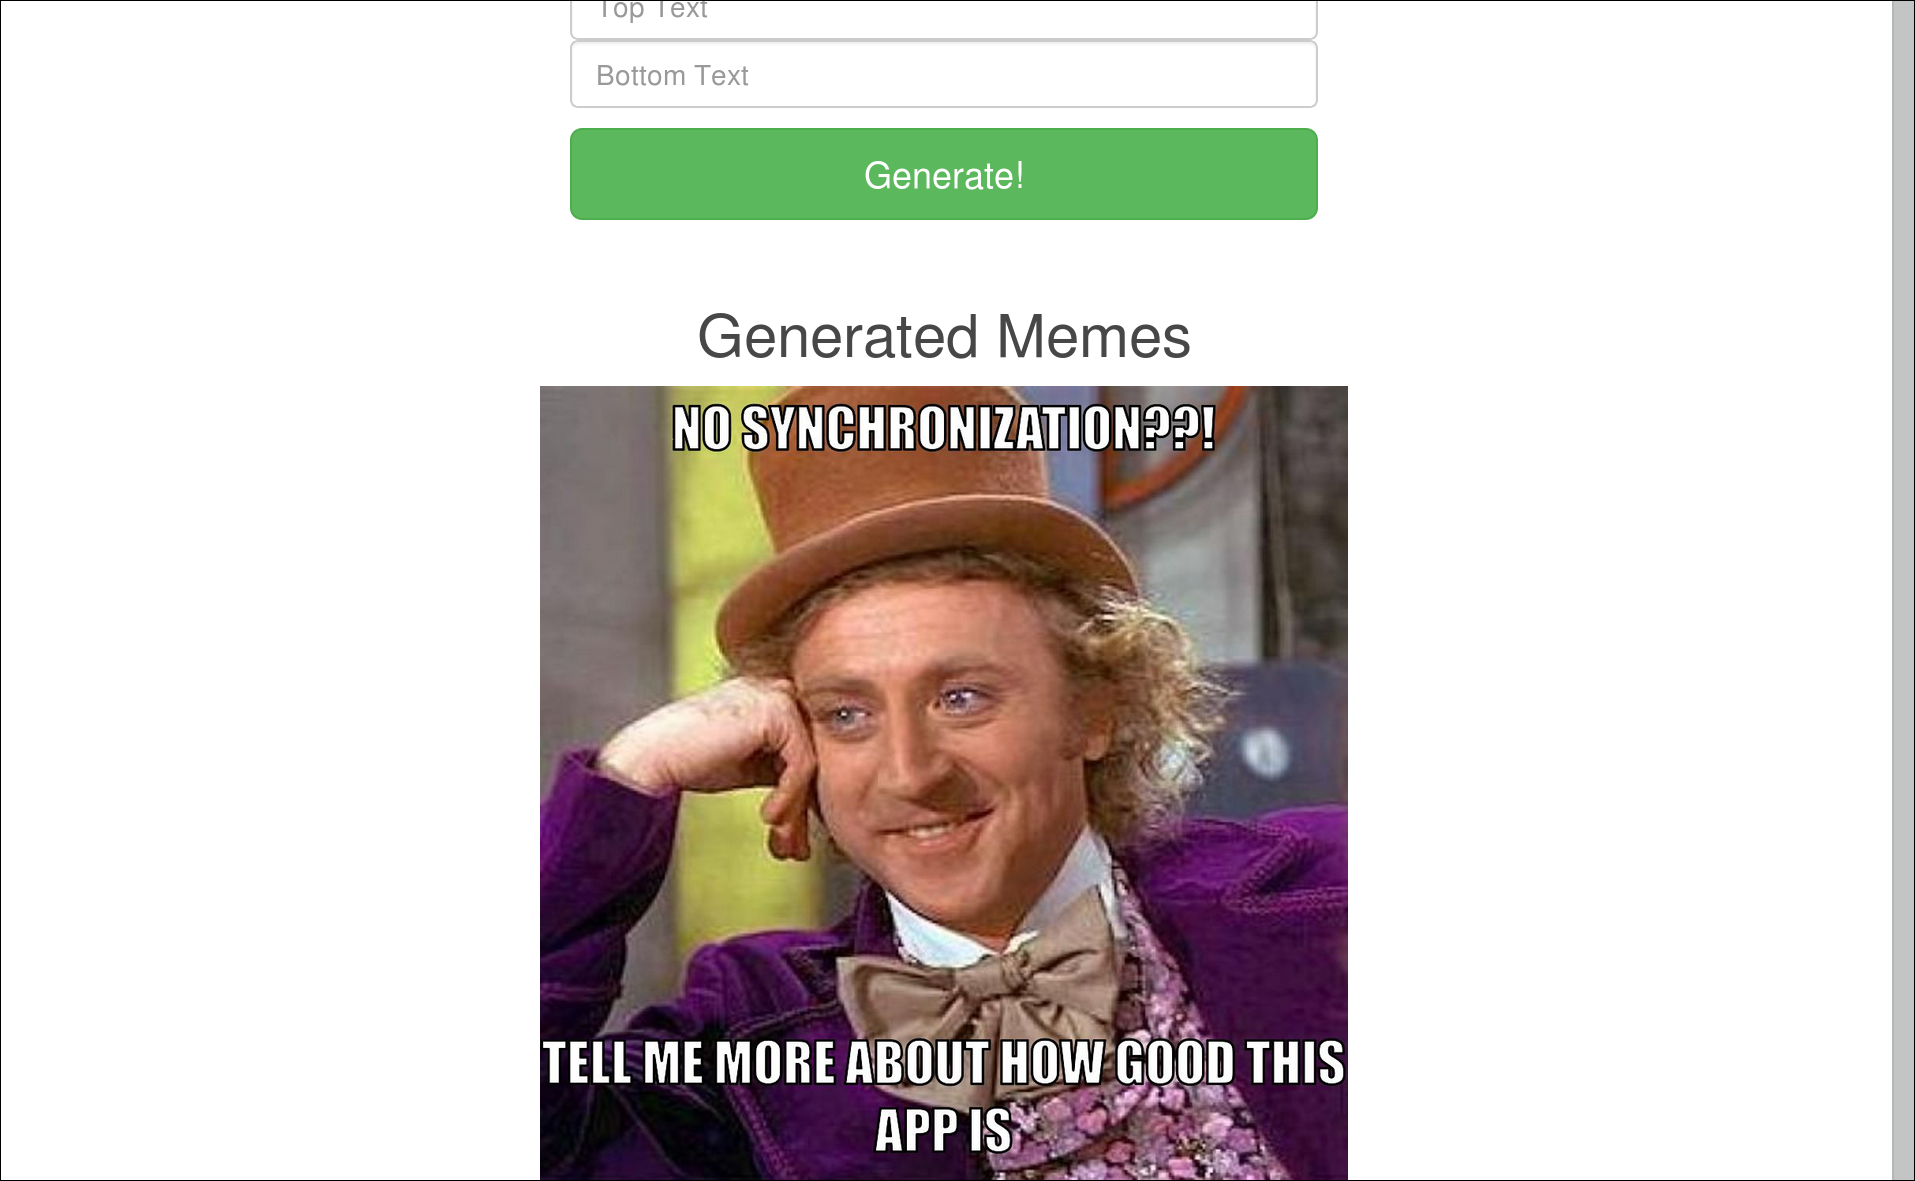 Top Text
Bottom Text
Generate!
Generated Memes
NO SYNCHRONIZATION??!
TELL ME MORE ABOUT HOW GOOD THIS
APP IS